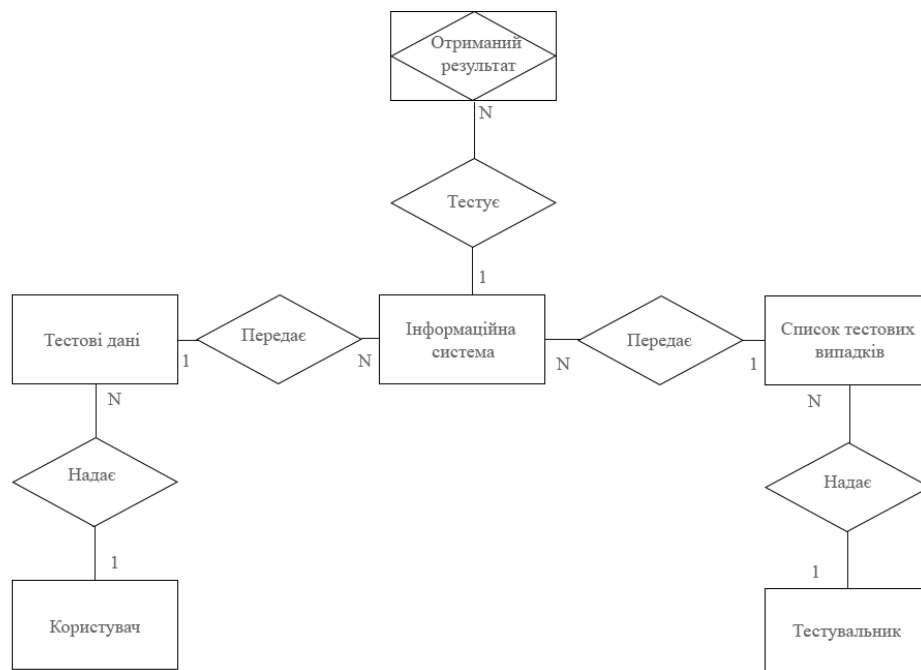 Отриманий
результат
N
Тестує
1
Тестові дані
1
Передає
N
Інформаційна
система
N
Передає
1
Список тестових
випадків
N
N
Надає
Надає
1
1
Користувач
Тестувальник